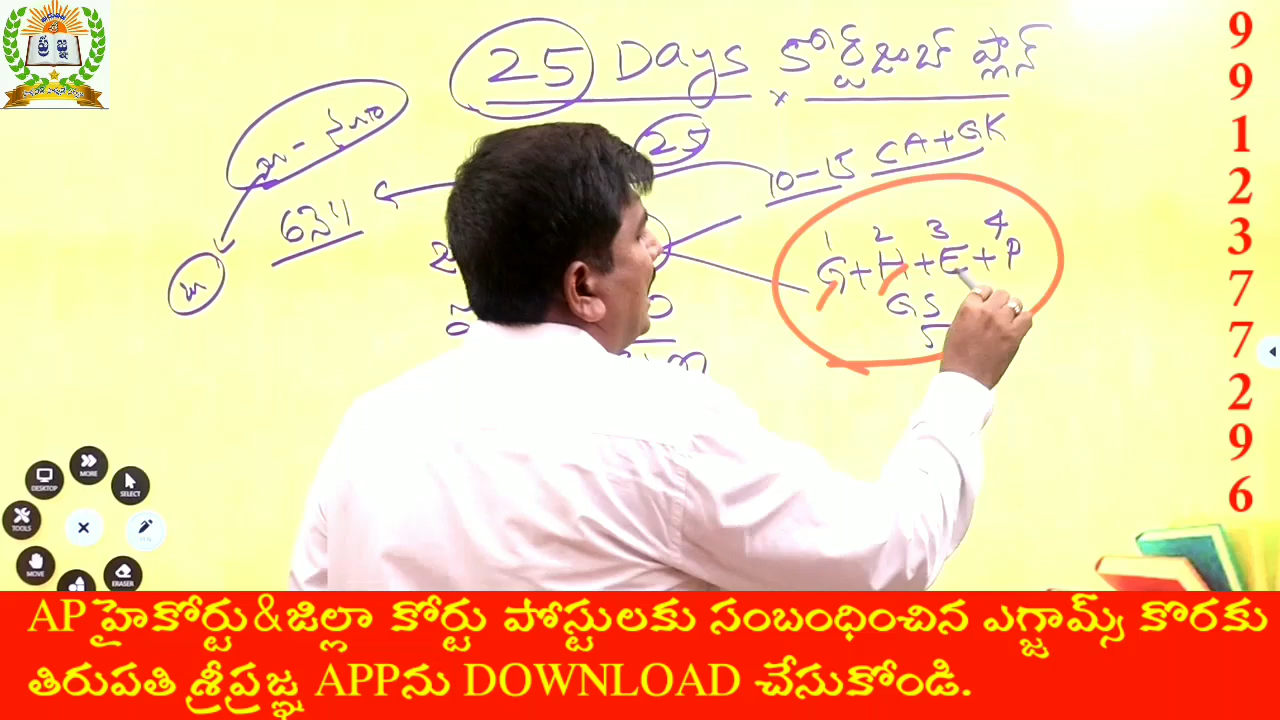 25 Days కోర్ట్ జాబ్ ప్లాన్
25
10-15 CA+GK
6నె॥
1 2 3 4
G+H+E+P
GS
DESKTOP
MORE
SELECT
TOOLS
MOVE
ERASER
9
9
1
2
3
7
7
2
9
6
AP హైకోర్టు&జిల్లా కోర్టు పోస్టులకు సంబంధించిన ఎగ్జామ్స్ కొరకు
తిరుపతి శ్రీప్రజ్ఞ APPను DOWNLOAD చేసుకోండి.